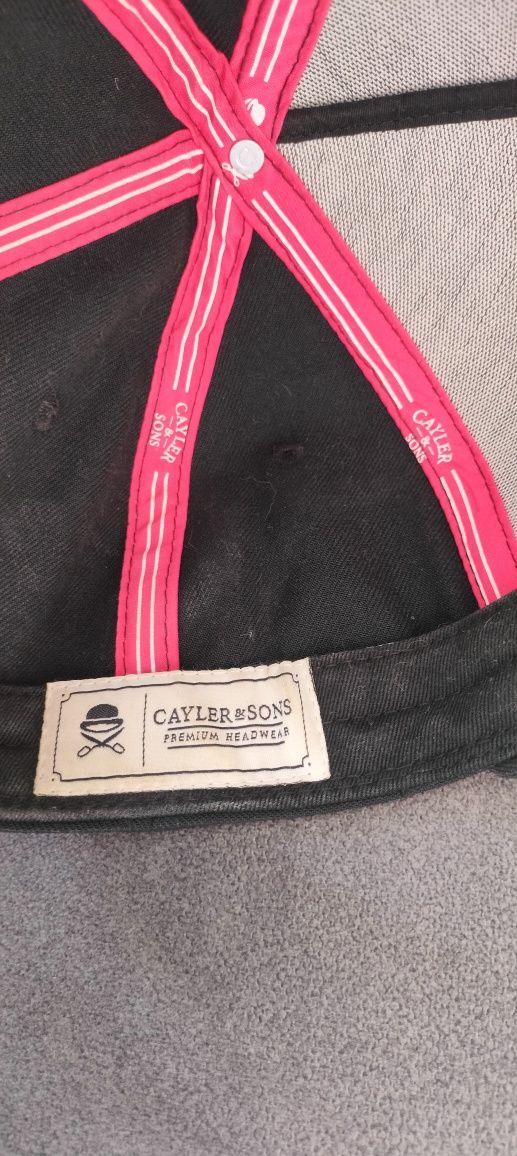 CAYLER
-&-
SONS
CAYLER
-&-
SONS
CAYLER&SONS
PREMIUM HEADWEAR